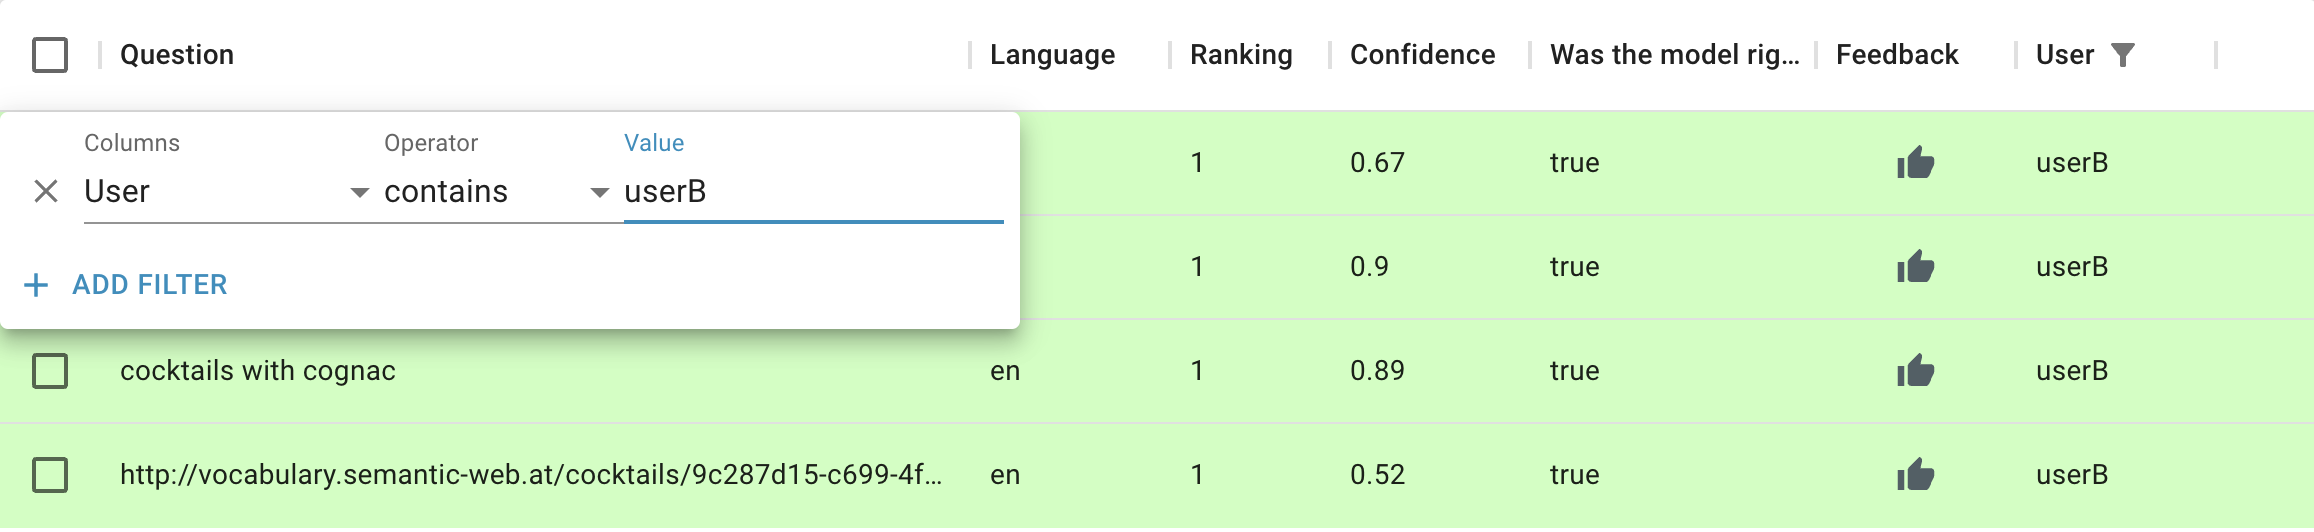 Question Language Ranking Confidence Was the model rig... Feedback User
Columns Operator Value
User contains userB
ADD FILTER
1 0.67 true userB
1 0.9 true userB
cocktails with cognac en 1 0.89 true userB
http://vocabulary.semantic-web.at/cocktails/9c287d15-c699-4f... en 1 0.52 true userB